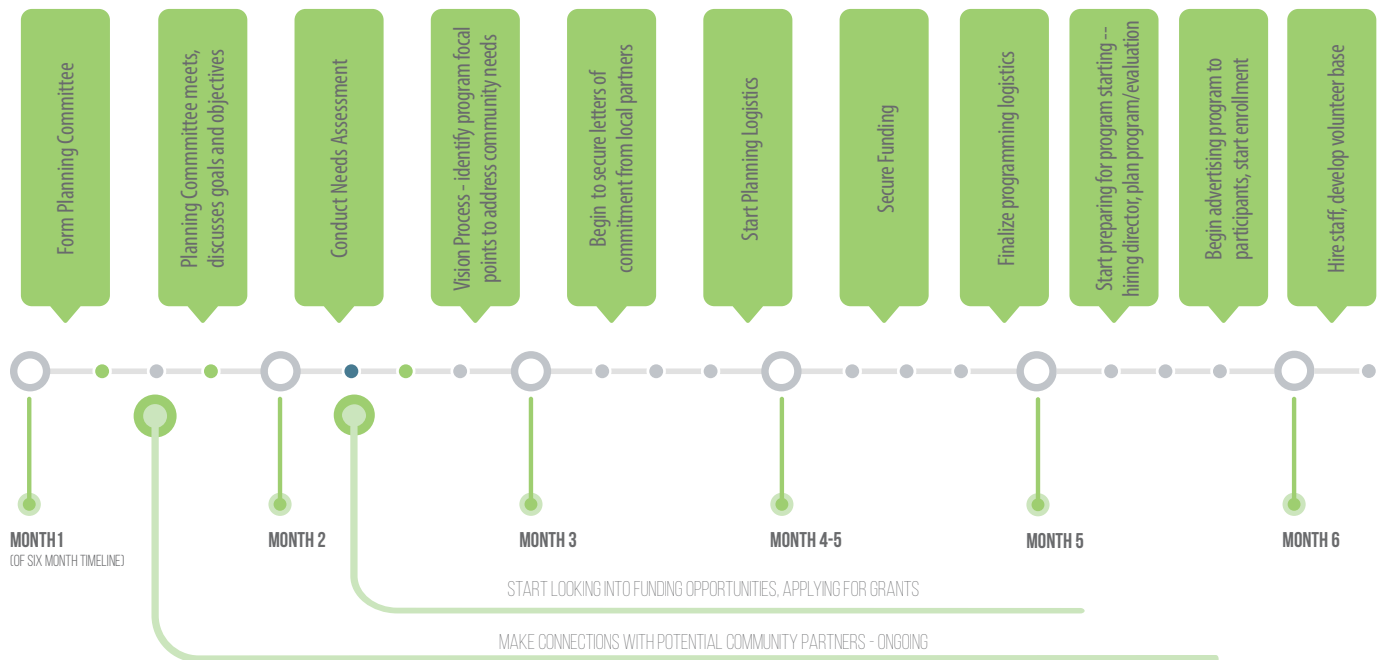 Form Planning Committee
Planning Committee meets,
discusses goals and objectives
Conduct Needs Assessment
Vision Process - identify program focal
points to address community needs
Begin to secure letters of
commitment from local partners
Start Planning Logistics
Secure Funding
Finalize programming logistics
Start preparing for program starting --
hiring director, plan program/evaluation
Begin advertising program to
participants, start enrollment
Hire staff, develop volunteer base
MONTH 1
(OF SIX MONTH TIMELINE)
MONTH 2
MONTH 3
MONTH 4-5
MONTH 5
MONTH 6
START LOOKING INTO FUNDING OPPORTUNITIES, APPLYING FOR GRANTS
MAKE CONNECTIONS WITH POTENTIAL COMMUNITY PARTNERS - ONGOING